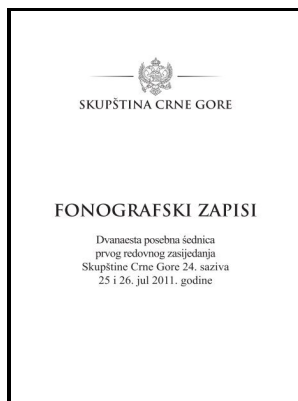 SKUPŠTINA CRNE GORE
FONOGRAFSKI ZAPISI
Dvanaesta posebna śednica
prvog redovnog zasijedanja
Skupštine Crne Gore 24. saziva
25 i 26. jul 2011. godine